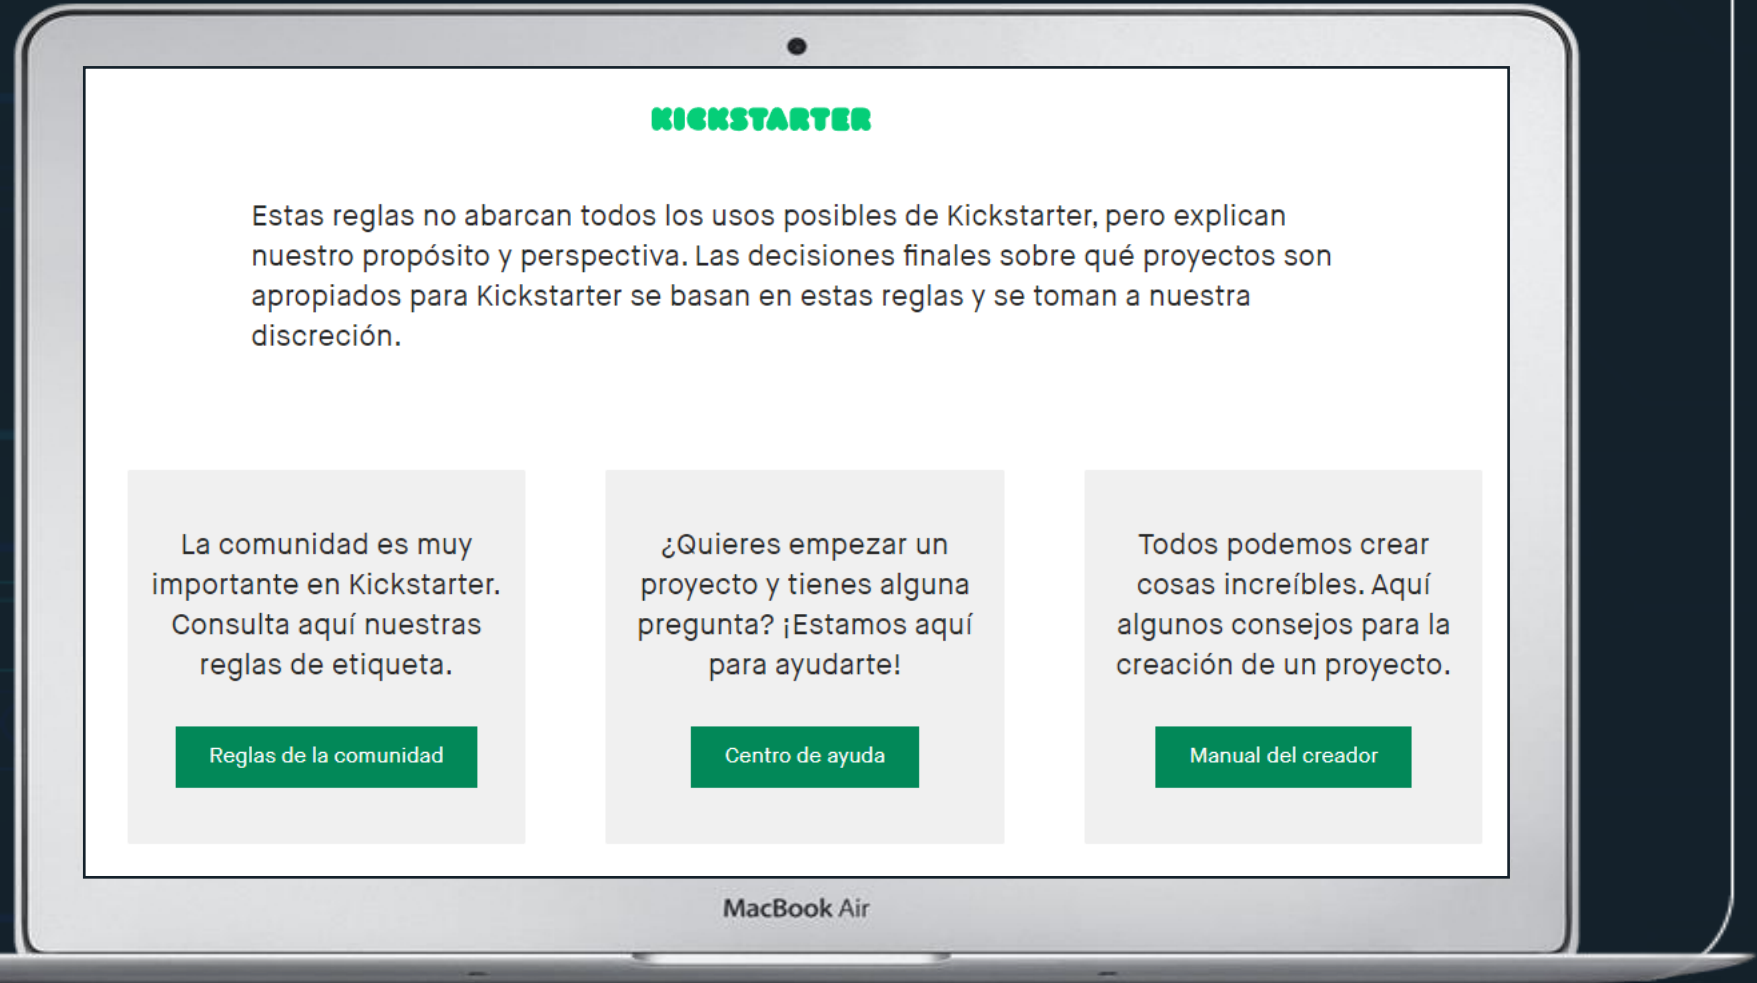 KICKSTARTER
Estas reglas no abarcan todos los usos posibles de Kickstarter, pero explican
nuestro propósito y perspectiva. Las decisiones finales sobre qué proyectos son
apropiados para Kickstarter se basan en estas reglas y se toman a nuestra
discreción.
La comunidad es muy
importante en Kickstarter.
Consulta aquí nuestras
reglas de etiqueta.
Reglas de la comunidad
¿Quieres empezar un
proyecto y tienes alguna
pregunta? ¡Estamos aquí
para ayudarte!
Centro de ayuda
Todos podemos crear
cosas increíbles. Aquí
algunos consejos para la
creación de un proyecto.
Manual del creador
MacBook Air